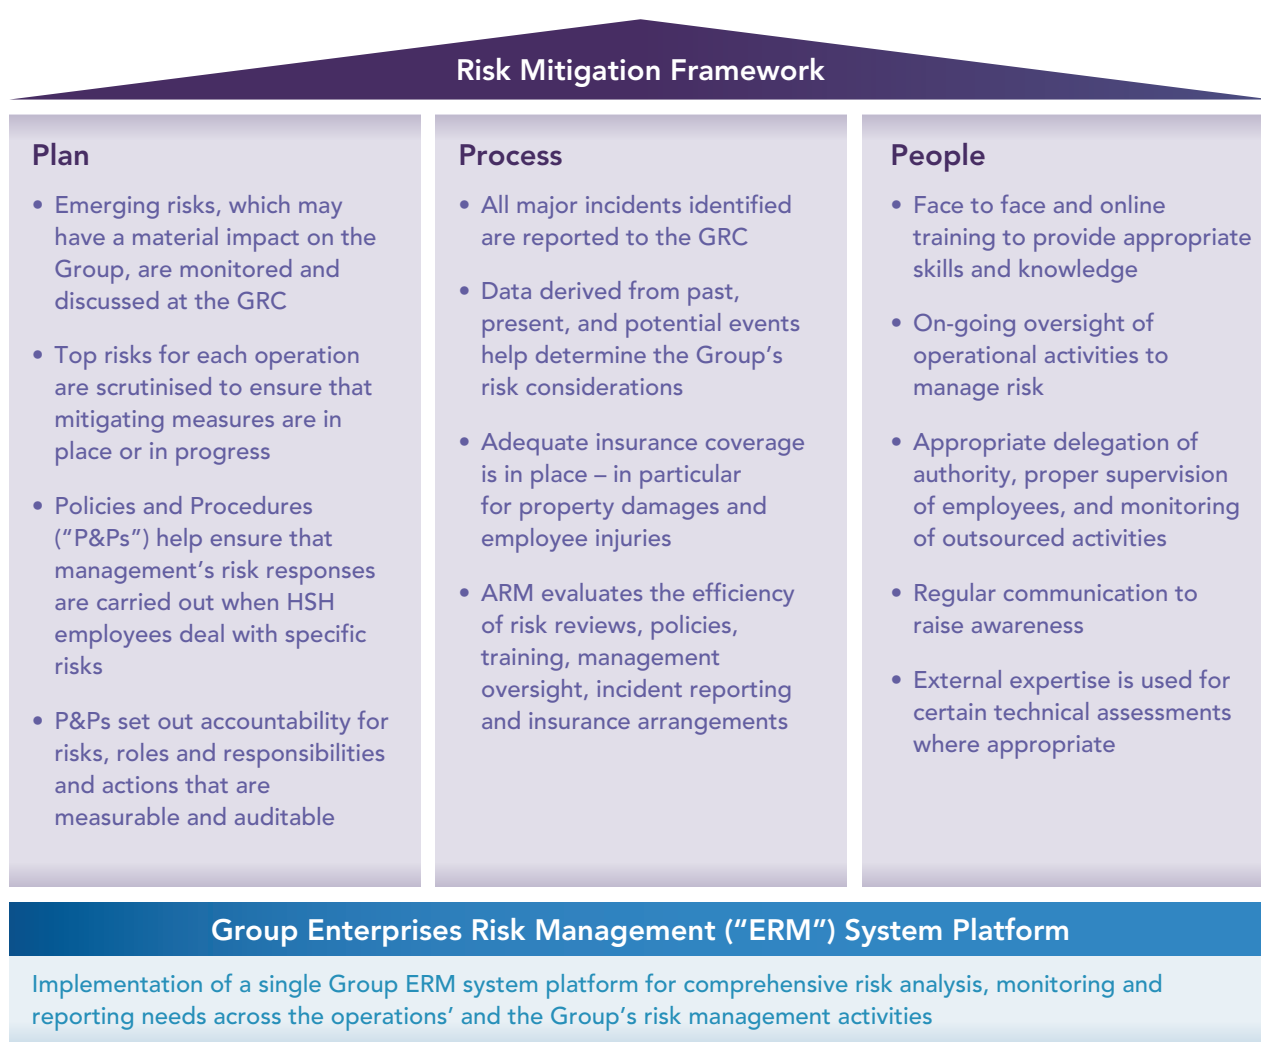 Risk Mitigation Framework
Plan
• Emerging risks, which may
have a material impact on the
Group, are monitored and
discussed at the GRC
• Top risks for each operation
are scrutinised to ensure that
mitigating measures are in
place or in progress
• Policies and Procedures
(“P&Ps”) help ensure that
management’s risk responses
are carried out when HSH
employees deal with specific
risks
• P&Ps set out accountability for
risks, roles and responsibilities
and actions that are
measurable and auditable
Process
• All major incidents identified
are reported to the GRC
• Data derived from past,
present, and potential events
help determine the Group’s
risk considerations
• Adequate insurance coverage
is in place – in particular
for property damages and
employee injuries
• ARM evaluates the efficiency
of risk reviews, policies,
training, management
oversight, incident reporting
and insurance arrangements
People
• Face to face and online
training to provide appropriate
skills and knowledge
• On-going oversight of
operational activities to
manage risk
• Appropriate delegation of
authority, proper supervision
of employees, and monitoring
of outsourced activities
• Regular communication to
raise awareness
• External expertise is used for
certain technical assessments
where appropriate
Group Enterprises Risk Management (“ERM”) System Platform
Implementation of a single Group ERM system platform for comprehensive risk analysis, monitoring and
reporting needs across the operations’ and the Group’s risk management activities